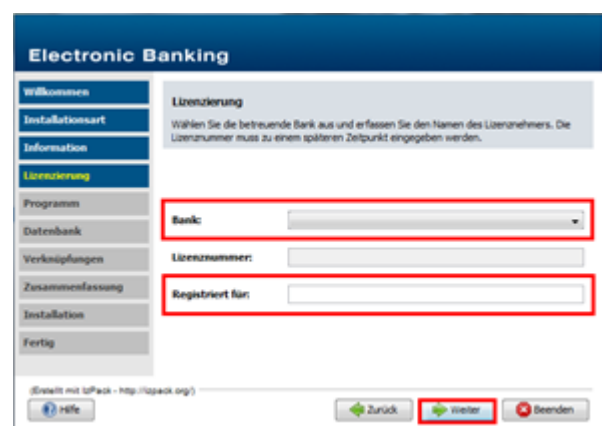 Electronic Banking
Willkommen
Installationsart
Information
Lizenzierung
Programm
Datenbank
Verknüpfungen
Zusammenfassung
Installation
Fertig
Lizenzierung
Wählen Sie die betreuende Bank aus und erfassen Sie den Namen des Lizenznehmers. Die
Lizenznummer muss zu einem späteren Zeitpunkt eingegeben werden.
Bank:
Lizenznummer:
Registriert für:
(Erstellt mit IzPack - http://izpack.org/)
Hilfe
Zurück
Weiter
Beenden